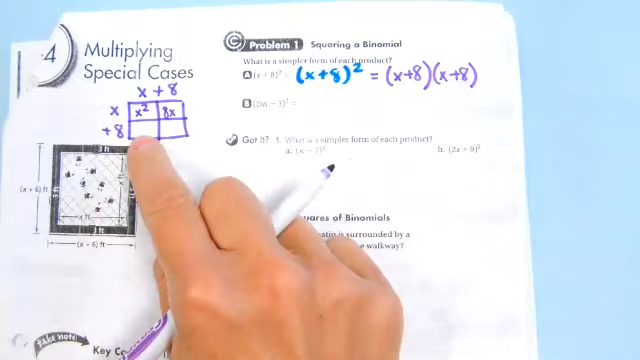 4 Multiplying
Special Cases
x + 8
x x² 8x
+ 8
3 ft
(x + 6) ft
x ft
3 ft
(x + 6) ft
take note
Key Co
C Problem 1 Squaring a Binomial
What is a simpler form of each product?
A (x + 8)² = (x+8)² = (x+8)(x+8)
B (2m − 3)² =
Got It? 1. What is a simpler form of each product?
a. (n − 7)² b. (2x + 9)²
uares of Binomials
atio is surrounded by a
he walkway?